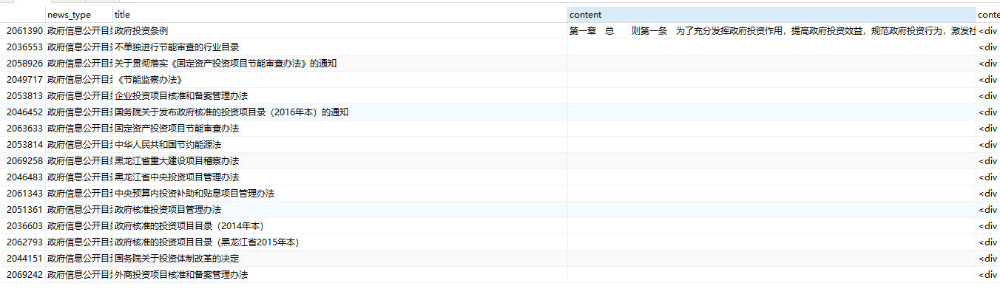 news_type title content conte
2061390 政府信息公开目录 政府投资条例 第一章 总 则第一条 为了充分发挥政府投资作用，提高政府投资效益，规范政府投资行为，激发社 <div
2036553 政府信息公开目录 不单独进行节能审查的行业目录 <div
2058926 政府信息公开目录 关于贯彻落实《固定资产投资项目节能审查办法》的通知 <div
2049717 政府信息公开目录 《节能监察办法》 <div
2053813 政府信息公开目录 企业投资项目核准和备案管理办法 <div
2046452 政府信息公开目录 国务院关于发布政府核准的投资项目目录（2016年本）的通知 <div
2063633 政府信息公开目录 固定资产投资项目节能审查办法 <div
2053814 政府信息公开目录 中华人民共和国节约能源法 <div
2069258 政府信息公开目录 黑龙江省重大建设项目稽察办法 <div
2046483 政府信息公开目录 黑龙江省中央投资项目管理办法 <div
2061343 政府信息公开目录 中央预算内投资补助和贴息项目管理办法 <div
2051361 政府信息公开目录 政府核准投资项目管理办法 <div
2036603 政府信息公开目录 政府核准的投资项目目录（2014年本） <div
2062793 政府信息公开目录 政府核准的投资项目目录（黑龙江省2015年本） <div
2044151 政府信息公开目录 国务院关于投资体制改革的决定 <div
2069242 政府信息公开目录 外商投资项目核准和备案管理办法 <div